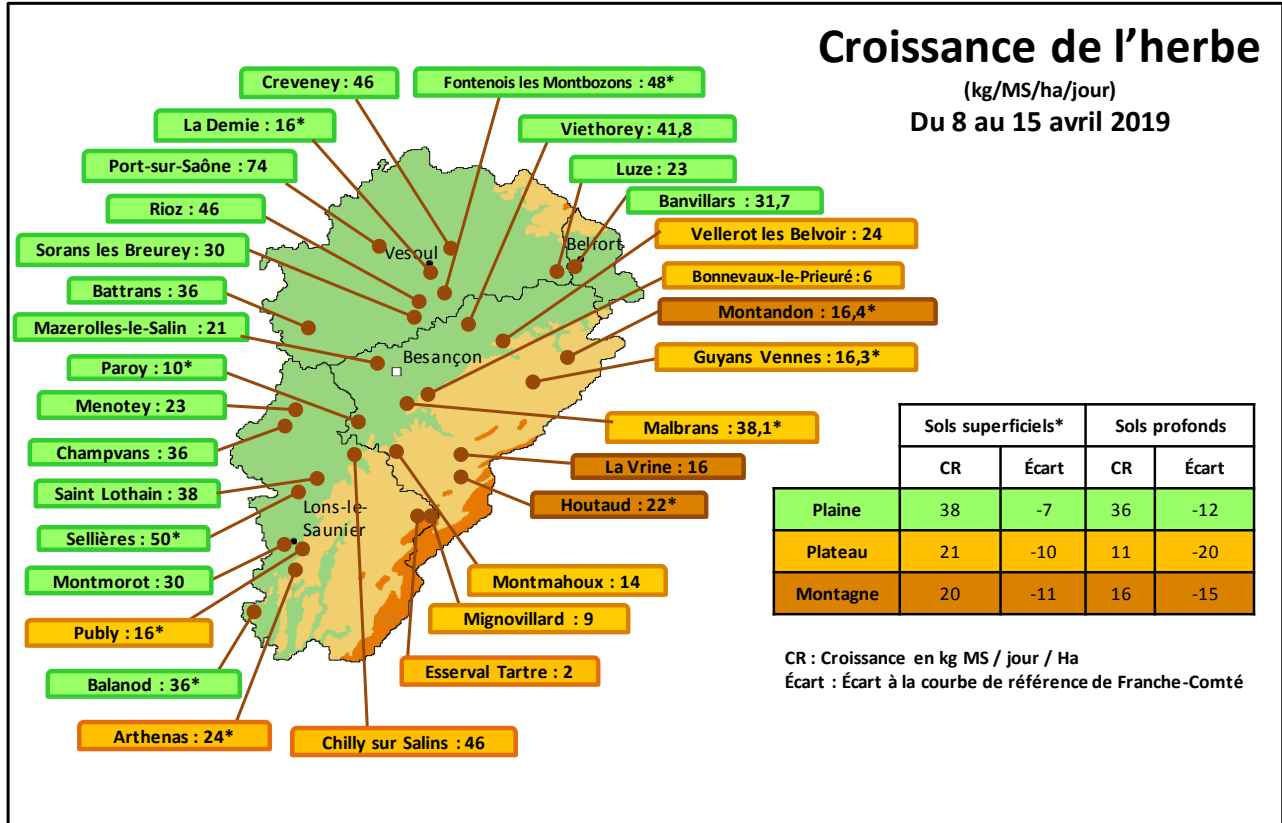 Croissance de l’herbe
(kg/MS/ha/jour)
Du 8 au 15 avril 2019
Creveney : 46
Fontenois les Montbozons : 48*
La Demie : 16*
Viethorey : 41,8
Port-sur-Saône : 74
Luze : 23
Rioz : 46
Banvillars : 31,7
Sorans les Breurey : 30
Vellerot les Belvoir : 24
Battrans : 36
Bonnevaux-le-Prieuré : 6
Mazerolles-le-Salin : 21
Montandon : 16,4*
Paroy : 10*
Guyans Vennes : 16,3*
Menotey : 23
Malbrans : 38,1*
Champvans : 36
La Vrine : 16
Saint Lothain : 38
Houtaud : 22*
Sellières : 50*
Montmorot : 30
Montmahoux : 14
Publy : 16*
Mignovillard : 9
Balanod : 36*
Esserval Tartre : 2
Arthenas : 24*
Chilly sur Salins : 46
Vesoul
Belfort
Besançon
Lons-le-
Saunier
Sols superficiels* Sols profonds
CR Écart CR Écart
Plaine 38 -7 36 -12
Plateau 21 -10 11 -20
Montagne 20 -11 16 -15
CR : Croissance en kg MS / jour / Ha
Écart : Écart à la courbe de référence de Franche-Comté